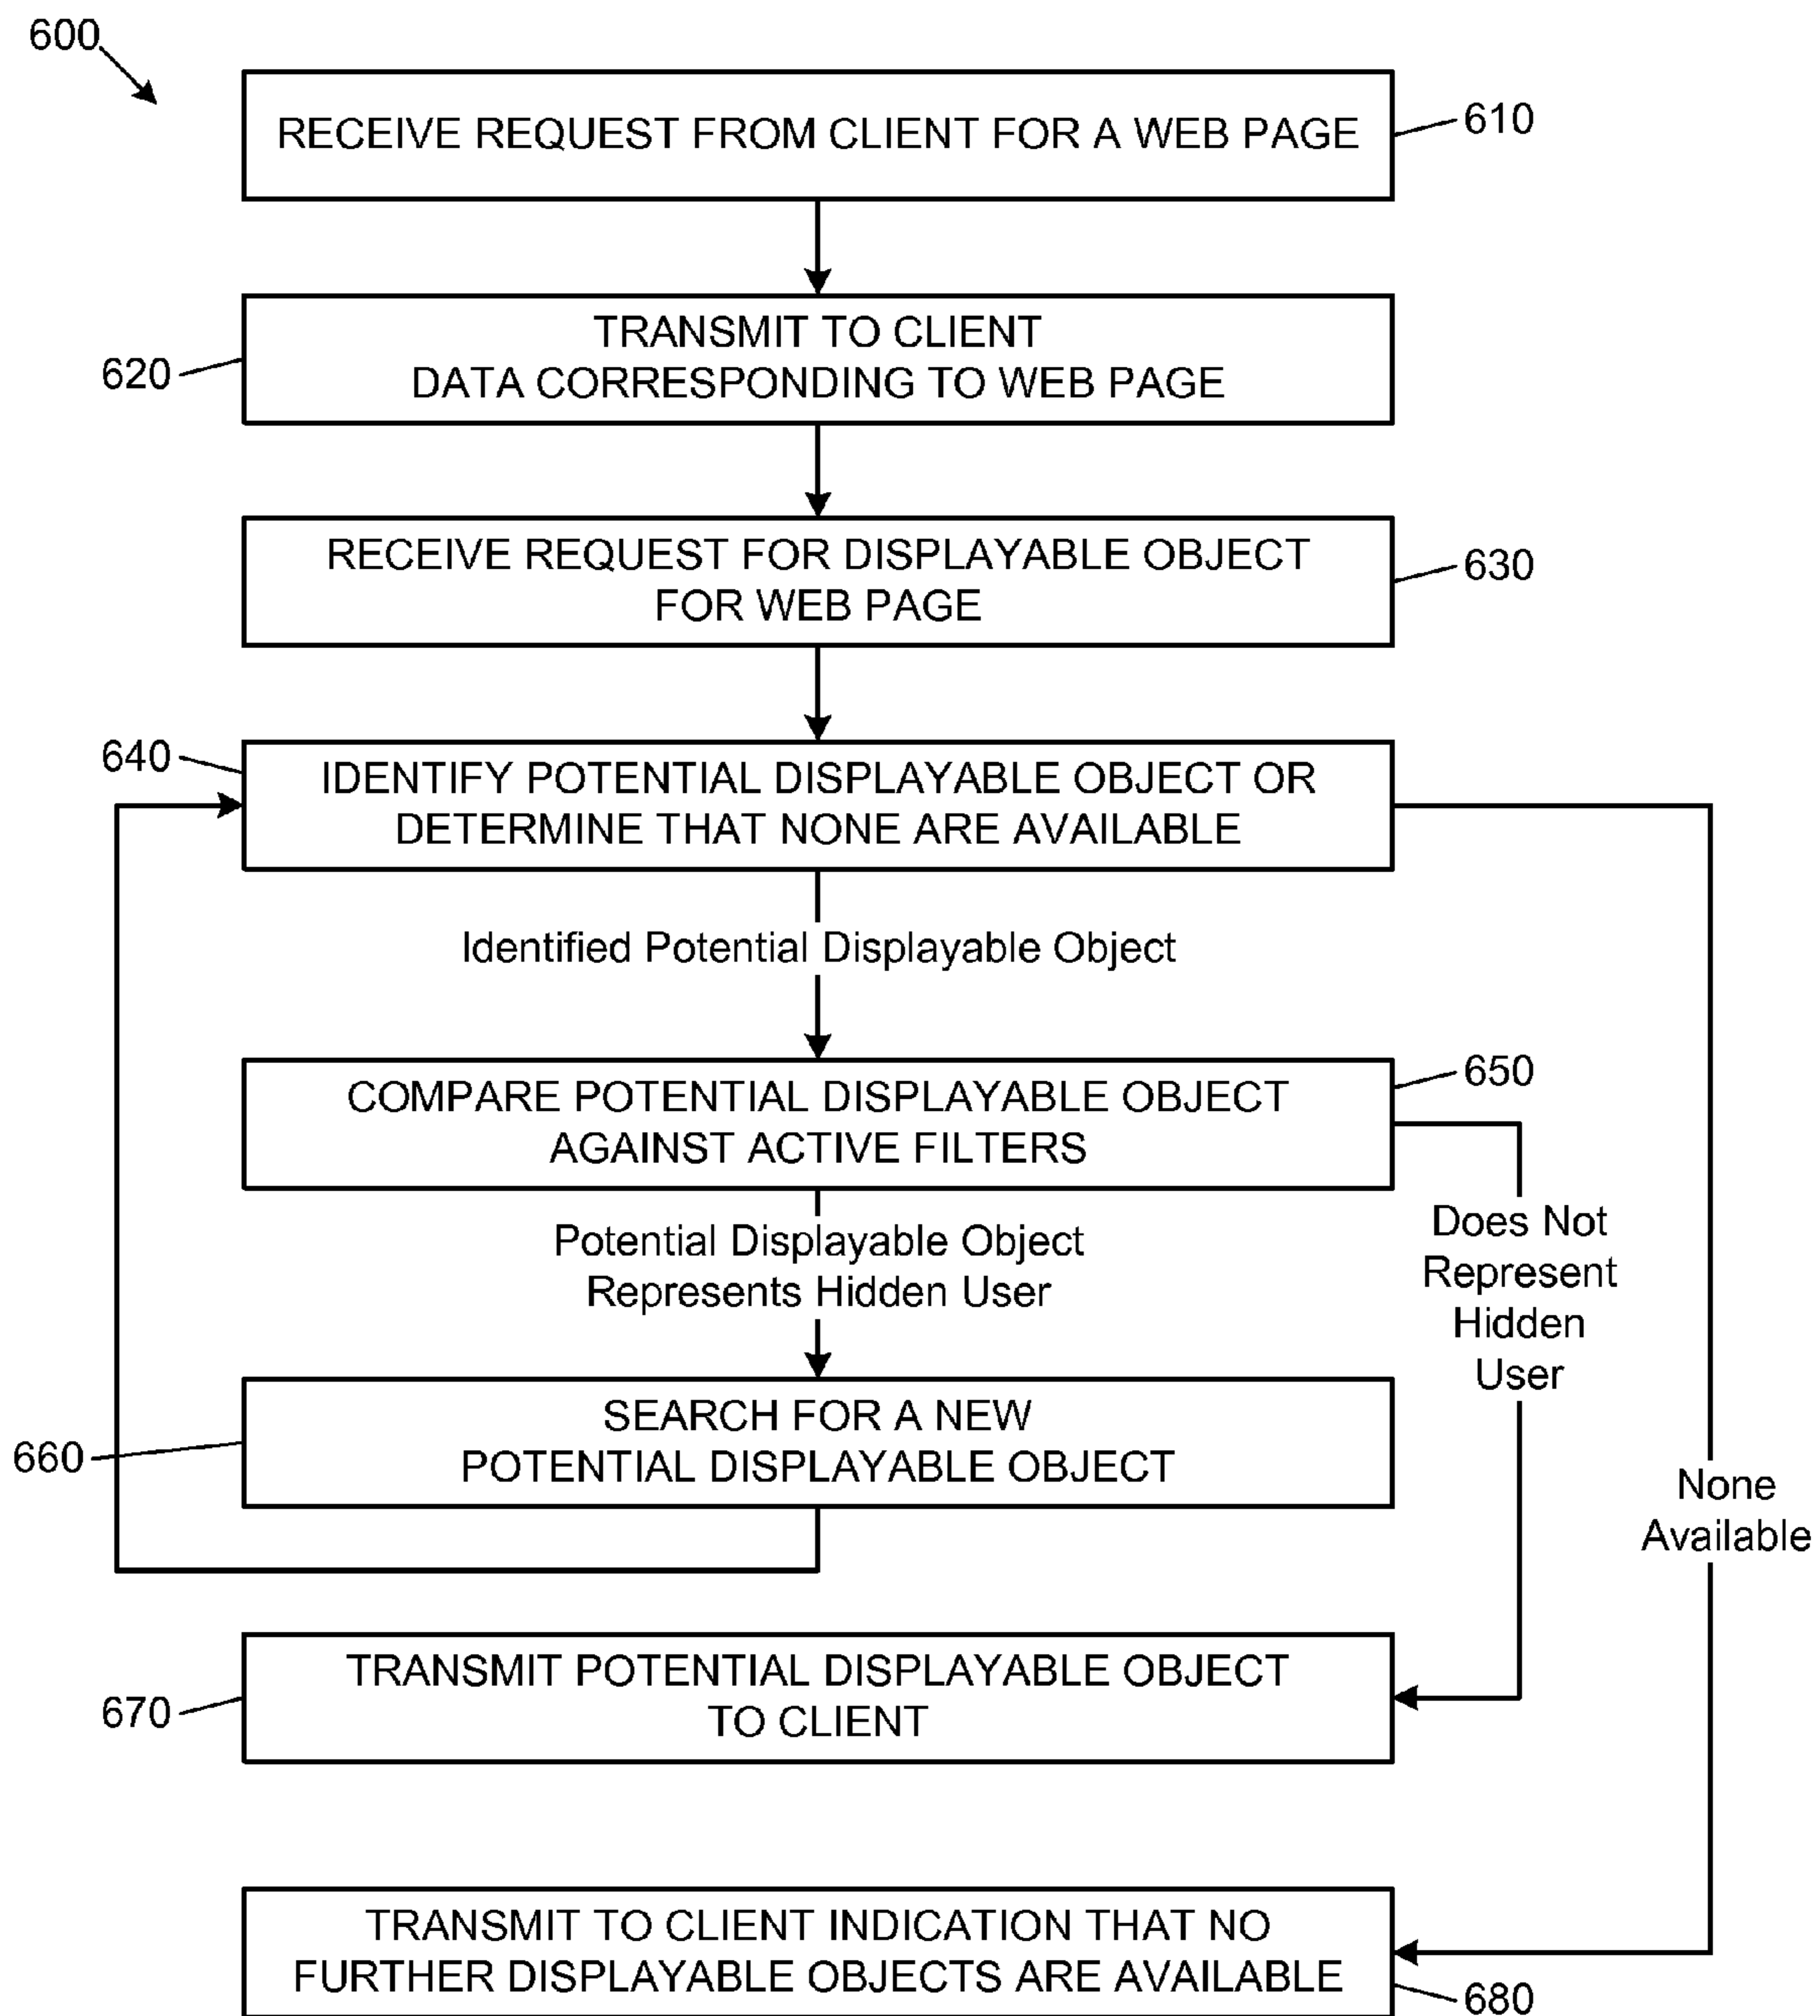 600
RECEIVE REQUEST FROM CLIENT FOR A WEB PAGE
610
TRANSMIT TO CLIENT
DATA CORRESPONDING TO WEB PAGE
620
RECEIVE REQUEST FOR DISPLAYABLE OBJECT
FOR WEB PAGE
630
640
IDENTIFY POTENTIAL DISPLAYABLE OBJECT OR
DETERMINE THAT NONE ARE AVAILABLE
Identified Potential Displayable Object
COMPARE POTENTIAL DISPLAYABLE OBJECT
AGAINST ACTIVE FILTERS
650
Potential Displayable Object
Represents Hidden User
Does Not
Represent
Hidden
User
SEARCH FOR A NEW
POTENTIAL DISPLAYABLE OBJECT
660
None
Available
TRANSMIT POTENTIAL DISPLAYABLE OBJECT
TO CLIENT
670
TRANSMIT TO CLIENT INDICATION THAT NO
FURTHER DISPLAYABLE OBJECTS ARE AVAILABLE
680